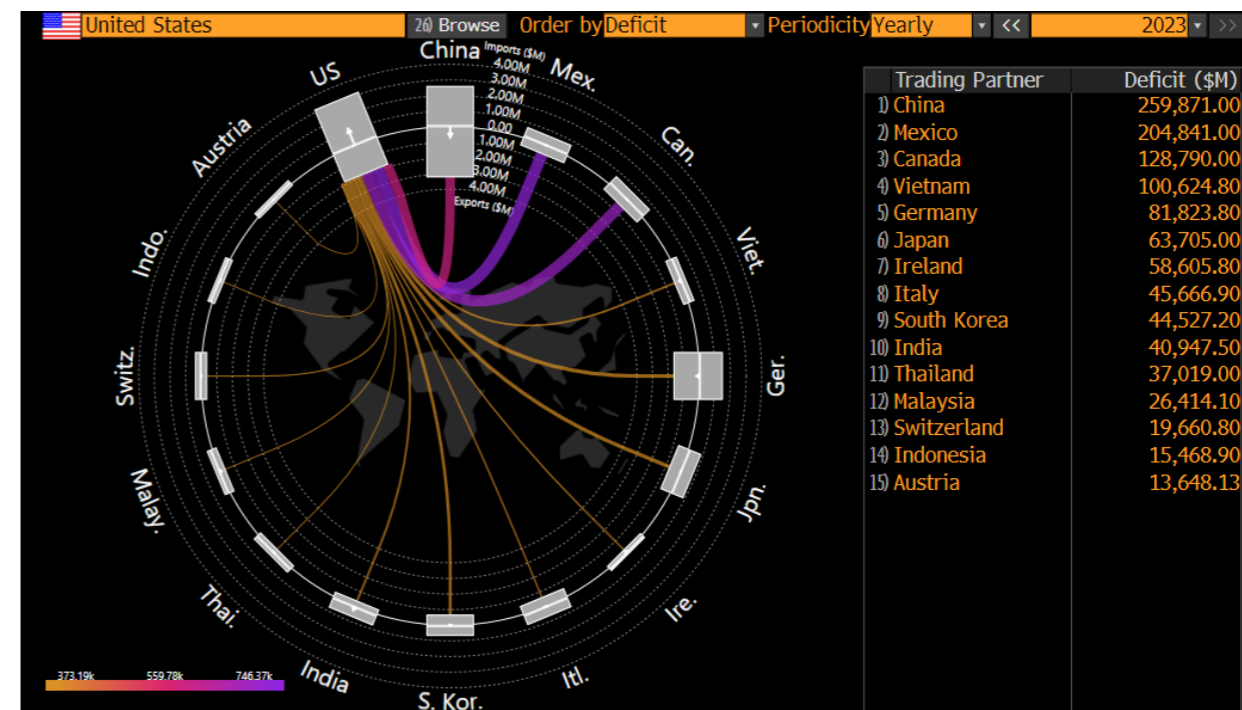 United States 26) Browse Order by Deficit Periodicity Yearly << 2023 >>
Trading Partner Deficit ($M)
1) China 259,871.00
2) Mexico 204,841.00
3) Canada 128,790.00
4) Vietnam 100,624.80
5) Germany 81,823.80
6) Japan 63,705.00
7) Ireland 58,605.80
8) Italy 45,666.90
9) South Korea 44,527.20
10) India 40,947.50
11) Thailand 37,019.00
12) Malaysia 26,414.10
13) Switzerland 19,660.80
14) Indonesia 15,468.90
15) Austria 13,648.13
China
Mex.
Can.
Viet.
Ger.
Jpn.
Ire.
Itl.
S. Kor.
India
Thai.
Malay.
Switz.
Indo.
Austria
US
Imports ($M)
4.00M
3.00M
2.00M
1.00M
0.00
1.00M
2.00M
3.00M
4.00M
Exports ($M)
373.19k 559.78k 746.37k